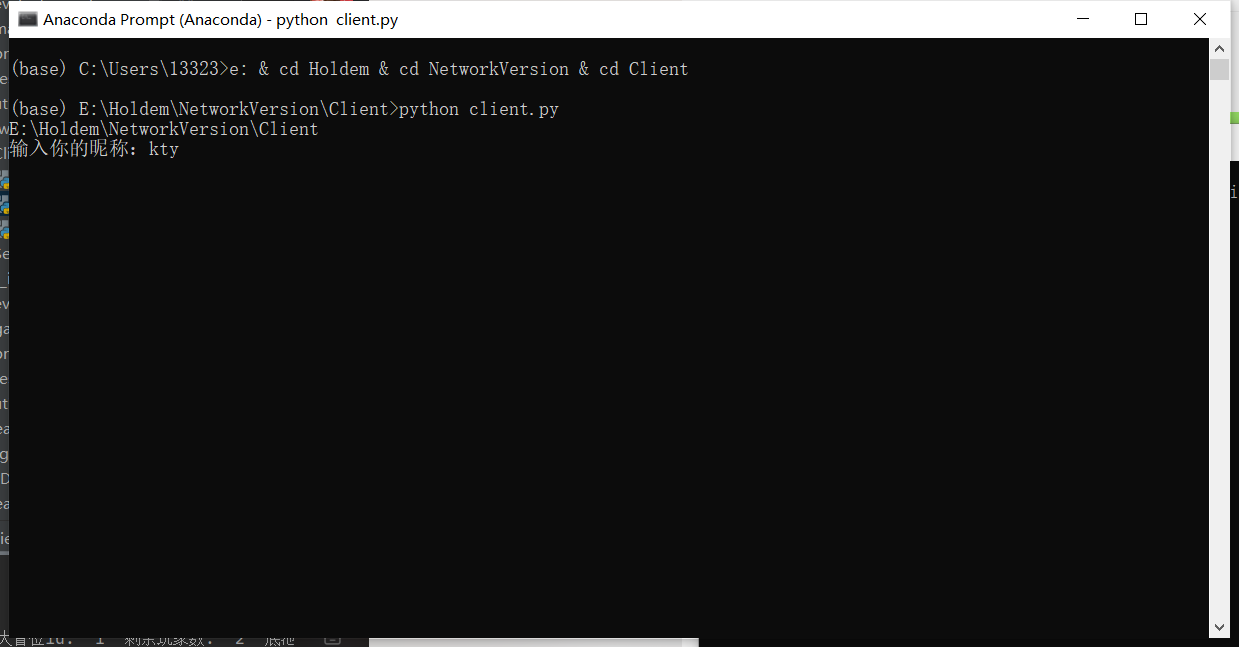 Anaconda Prompt (Anaconda) - python  client.py
(base) C:\Users\13323>e: & cd Holdem & cd NetworkVersion & cd Client
(base) E:\Holdem\NetworkVersion\Client>python client.py
E:\Holdem\NetworkVersion\Client
输入你的昵称：kty